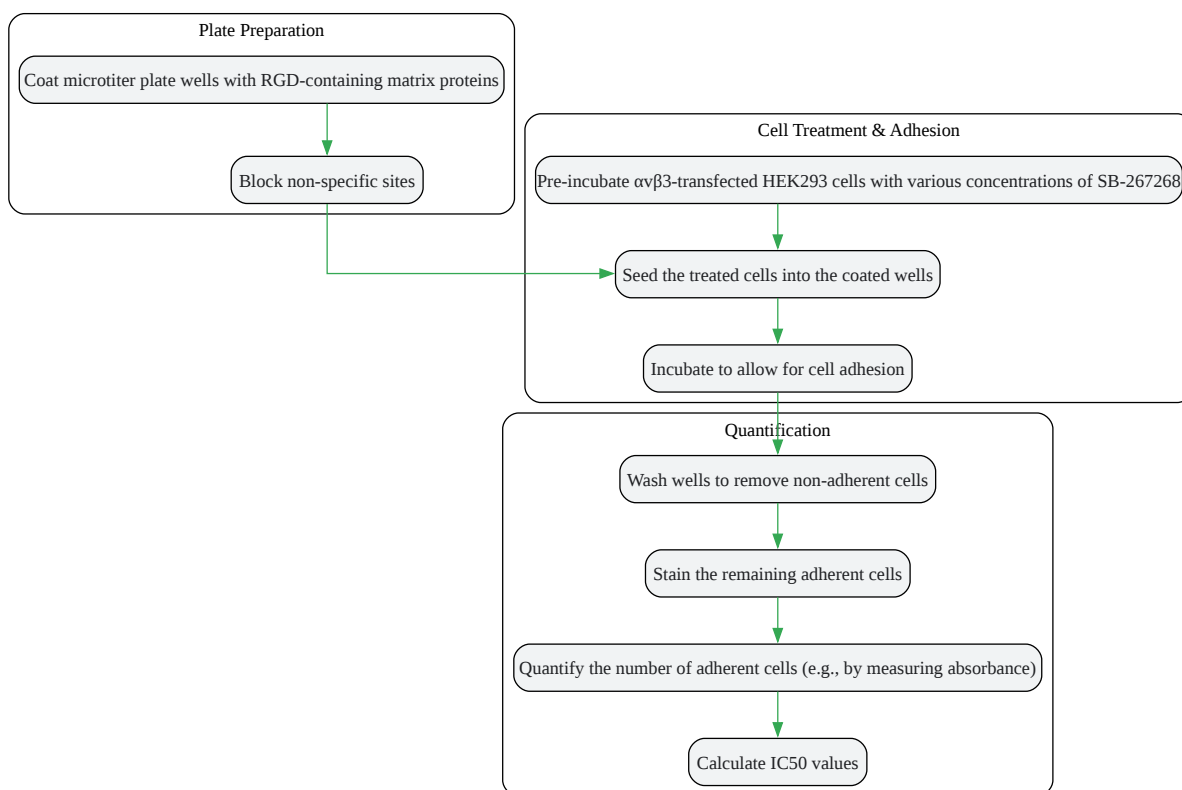 Plate Preparation
Coat microtiter plate wells with RGD-containing matrix proteins
Block non-specific sites
Cell Treatment & Adhesion
Pre-incubate αvβ3-transfected HEK293 cells with various concentrations of SB-267268
Seed the treated cells into the coated wells
Incubate to allow for cell adhesion
Quantification
Wash wells to remove non-adherent cells
Stain the remaining adherent cells
Quantify the number of adherent cells (e.g., by measuring absorbance)
Calculate IC50 values